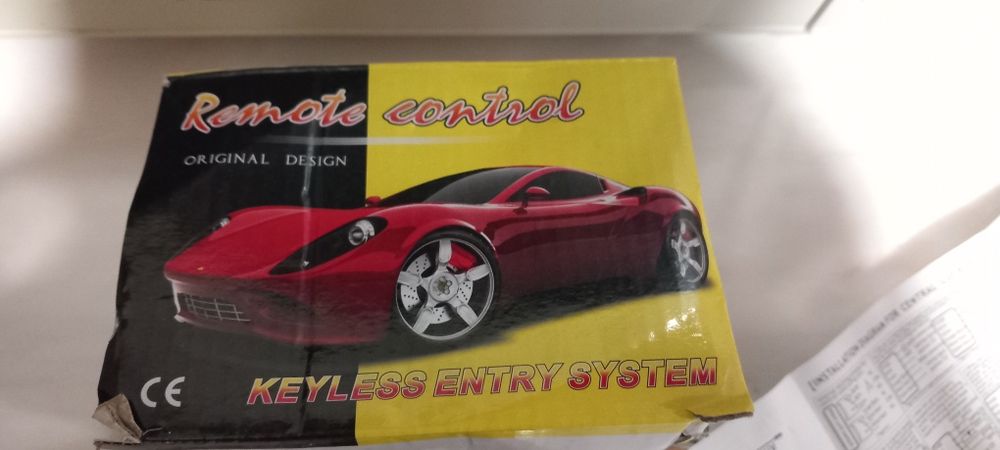 Remote control
ORIGINAL DESIGN
CE
KEYLESS ENTRY SYSTEM
INSTALLATION DIAGRAM FOR CENTRAL